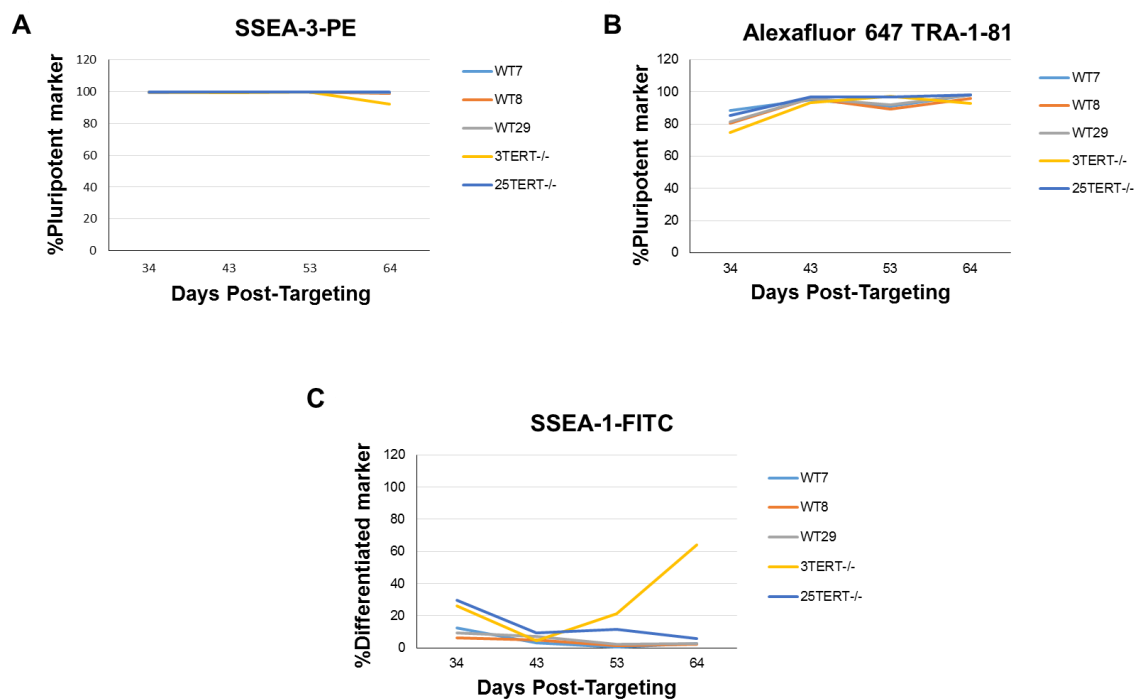 A
SSEA-3-PE
%Pluripotent marker
120
100
80
60
40
20
0
34 43 53 64
Days Post-Targeting
WT7
WT8
WT29
3TERT-/-
25TERT-/-
B
Alexafluor 647 TRA-1-81
%Pluripotent marker
120
100
80
60
40
20
0
34 43 53 64
Days Post-Targeting
WT7
WT8
WT29
3TERT-/-
25TERT-/-
C
SSEA-1-FITC
%Differentiated marker
120
100
80
60
40
20
0
34 43 53 64
Days Post-Targeting
WT7
WT8
WT29
3TERT-/-
25TERT-/-